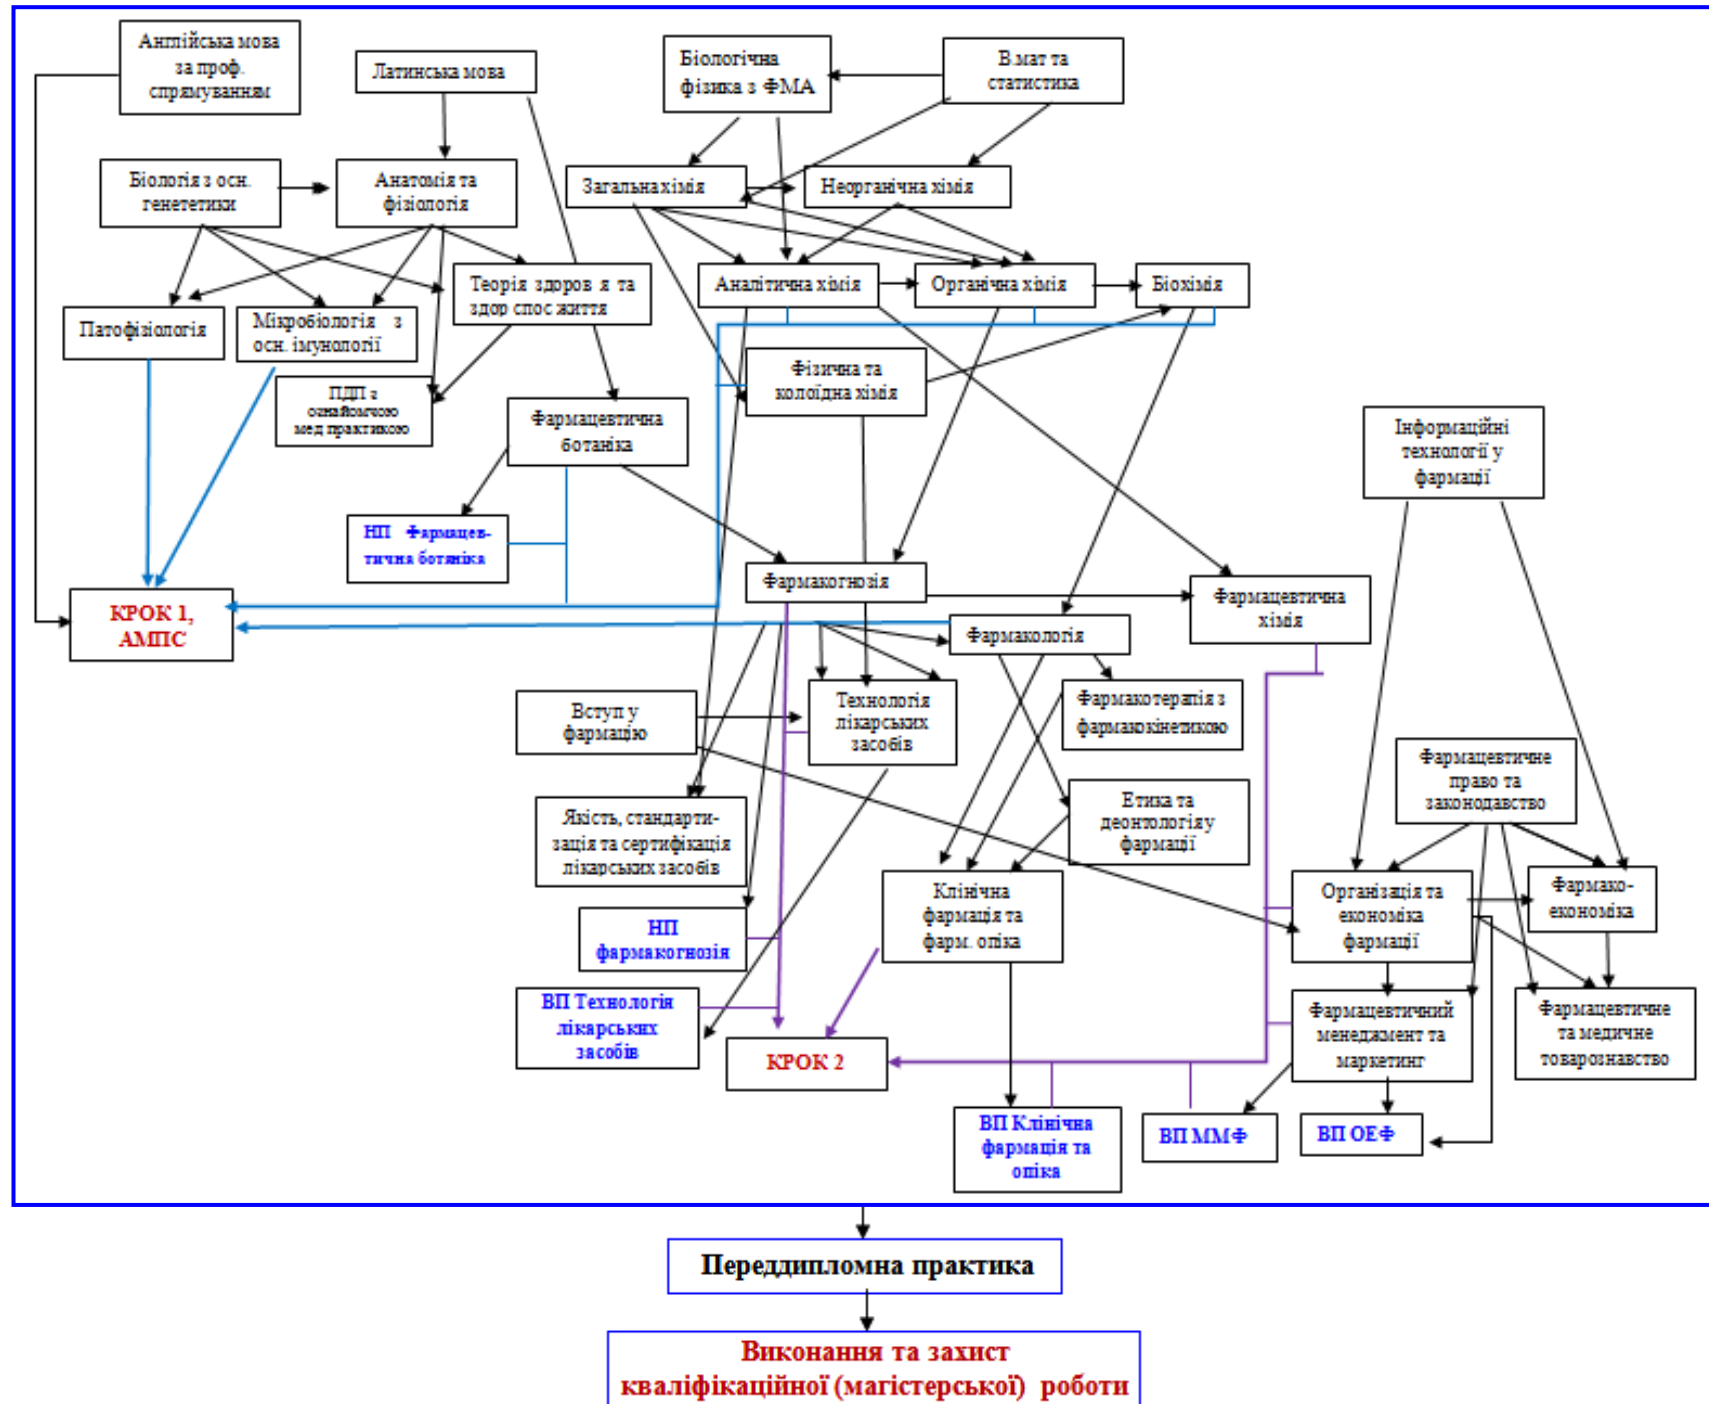 Англійська мова
за проф.
спрямуванням
Латинська мова
Біологічна
фізика з ФМА
В.мат та
статистика
Біологія з осн.
генететики
Анатомія та
фізіологія
Загальна хімія
Неорганічна хімія
Теорія здоров я та
здор спос життя
Аналітична хімія
Органічна хімія
Біохімія
Патофізіологія
Мікробіологія з
осн. імунології
Фізична та
колоїдна хімія
ПДП з
ознайомчою
мед практикою
Фармацевтична
ботаніка
Інформаційні
технології у
фармації
НП Фармацев-
тична ботаніка
Фармакогнозія
Фармацевтична
хімія
КРОК 1,
АМПС
Фармакологія
Вступ у
фармацію
Технологія
лікарських
засобів
Фармакотерапія з
фармакокінетикою
Фармацевтичне
право та
законодавство
Якість, стандарти-
зація та сертифікація
лікарських засобів
Етика та
деонтологія у
фармації
Клінічна
фармація та
фарм. опіка
Організація та
економіка
фармації
Фармако-
економіка
НП
фармакогнозія
ВП Технологія
лікарських
засобів
КРОК 2
Фармацевтичний
менеджмент та
маркетинг
Фармацевтичне
та медичне
товарознавство
ВП Клінічна
фармація та
опіка
ВП ММФ
ВП ОЕФ
Переддипломна практика
Виконання та захист
кваліфікаційної (магістерської) роботи